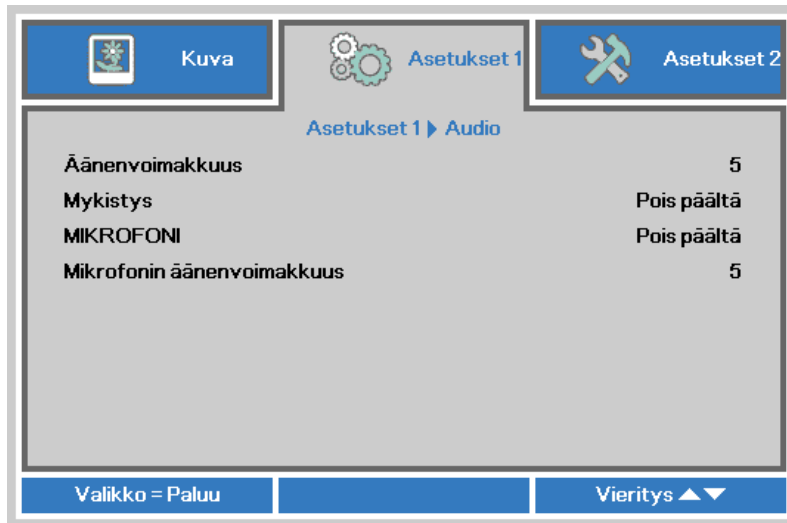 Kuva
Asetukset 1
Asetukset 2
Asetukset 1 ▶ Audio
Äänenvoimakkuus 5
Mykistys Pois päältä
MIKROFONI Pois päältä
Mikrofonin äänenvoimakkuus 5
Valikko = Paluu
Vieritys ▲▼